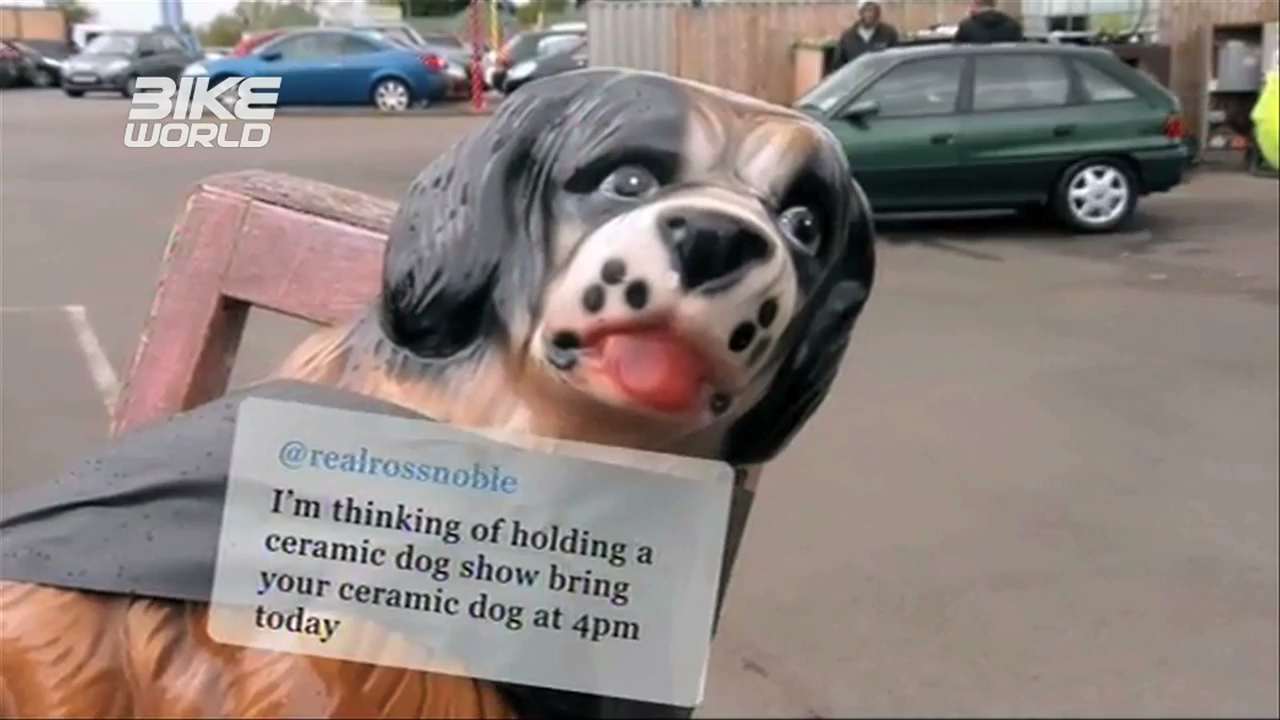 BIKE
WORLD
@realrossnoble
I'm thinking of holding a
ceramic dog show bring
your ceramic dog at 4pm
today